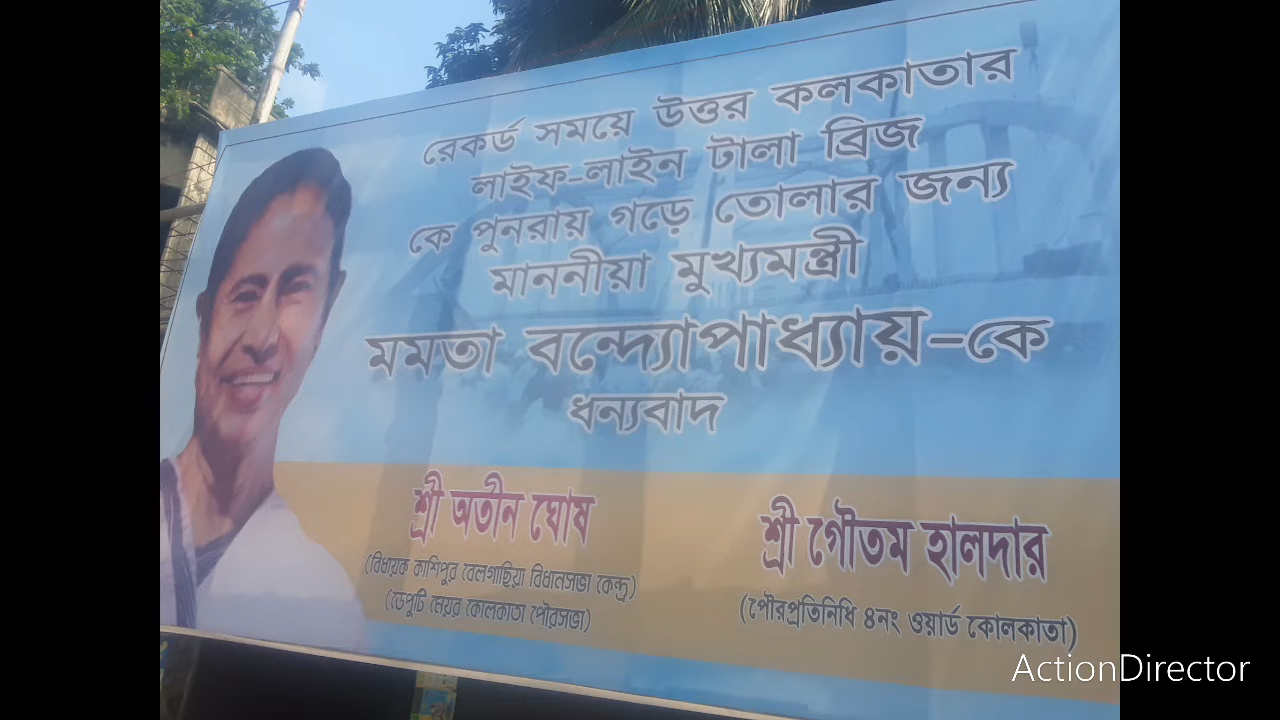 রেকর্ড সময়ে উত্তর কলকাতার
লাইফ-লাইন টালা ব্রিজ
কে পুনরায় গড়ে তোলার জন্য
মাননীয়া মুখ্যমন্ত্রী
মমতা বন্দ্যোপাধ্যায়-কে
ধন্যবাদ
শ্রী অতীন ঘোষ
(বিধায়ক কাশিপুর বেলগাছিয়া বিধানসভা কেন্দ্র)
(ডেপুটি মেয়র কোলকাতা পৌরসভা)
শ্রী গৌতম হালদার
(পৌরপ্রতিনিধি ৪নং ওয়ার্ড কোলকাতা)
ActionDirector